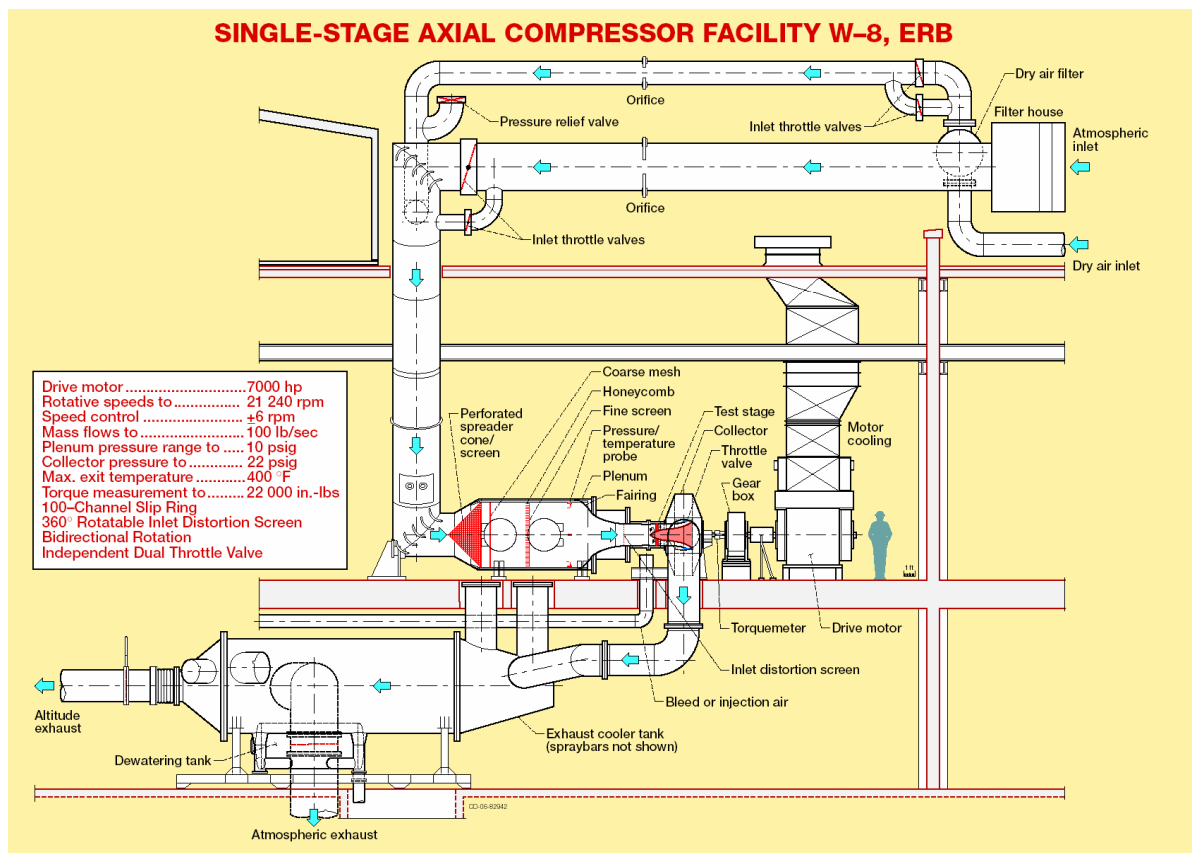 SINGLE-STAGE AXIAL COMPRESSOR FACILITY W–8, ERB
Dry air filter
Orifice
Pressure relief valve
Inlet throttle valves
Filter house
Atmospheric
inlet
Orifice
Inlet throttle valves
Dry air inlet
Drive motor ............................. 7000 hp
Rotative speeds to ................ 21 240 rpm
Speed control ........................ ±6 rpm
Mass flows to ......................... 100 lb/sec
Plenum pressure range to ..... 10 psig
Collector pressure to ............. 22 psig
Max. exit temperature ............ 400 °F
Torque measurement to ......... 22 000 in.-lbs
100–Channel Slip Ring
360° Rotatable Inlet Distortion Screen
Bidirectional Rotation
Independent Dual Throttle Valve
Perforated
spreader
cone/
screen
Coarse mesh
Honeycomb
Fine screen
Pressure/
temperature
probe
Plenum
Fairing
Test stage
Collector
Throttle
valve
Gear
box
Motor
cooling
1 ft
Torquemeter
Drive motor
Inlet distortion screen
Bleed or injection air
Exhaust cooler tank
(spraybars not shown)
Altitude
exhaust
Dewatering tank
CD-06-82942
Atmospheric exhaust